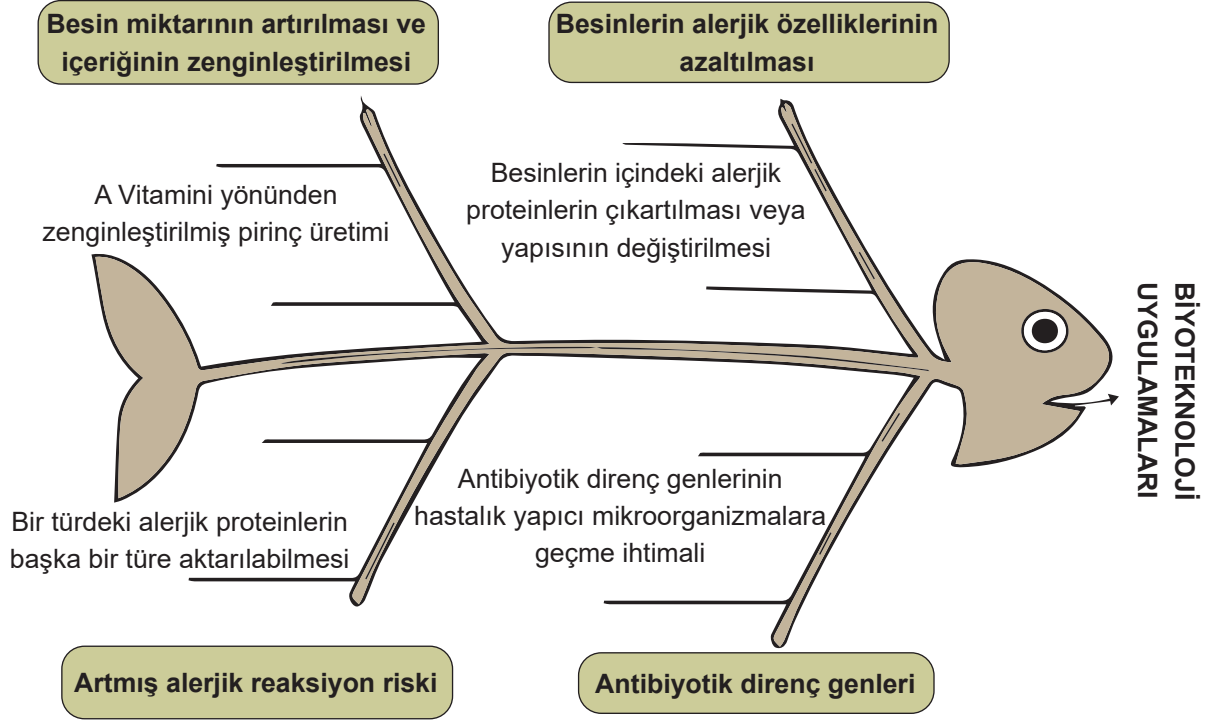 Besin miktarının artırılması ve
içeriğinin zenginleştirilmesi
Besinlerin alerjik özelliklerinin
azaltılması
A Vitamini yönünden
zenginleştirilmiş pirinç üretimi
Besinlerin içindeki alerjik
proteinlerin çıkartılması veya
yapısının değiştirilmesi
BİYOTEKNOLOJİ
UYGULAMALARI
Bir türdeki alerjik proteinlerin
başka bir türe aktarılabilmesi
Antibiyotik direnç genlerinin
hastalık yapıcı mikroorganizmalara
geçme ihtimali
Artmış alerjik reaksiyon riski
Antibiyotik direnç genleri